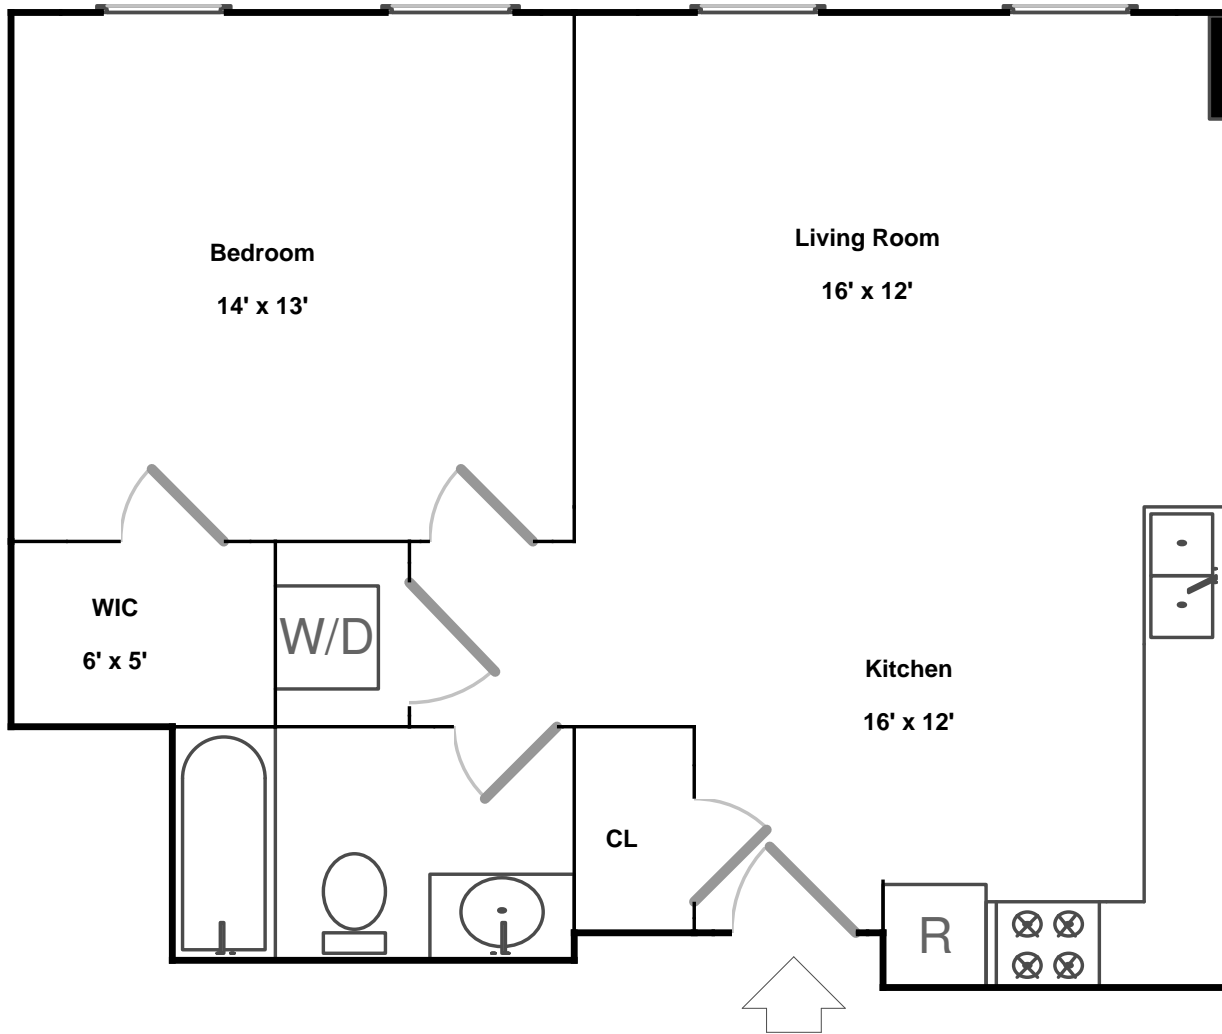 Bedroom
14' x 13'
Living Room
16' x 12'
WIC
6' x 5'
W/D
Kitchen
16' x 12'
CL
R